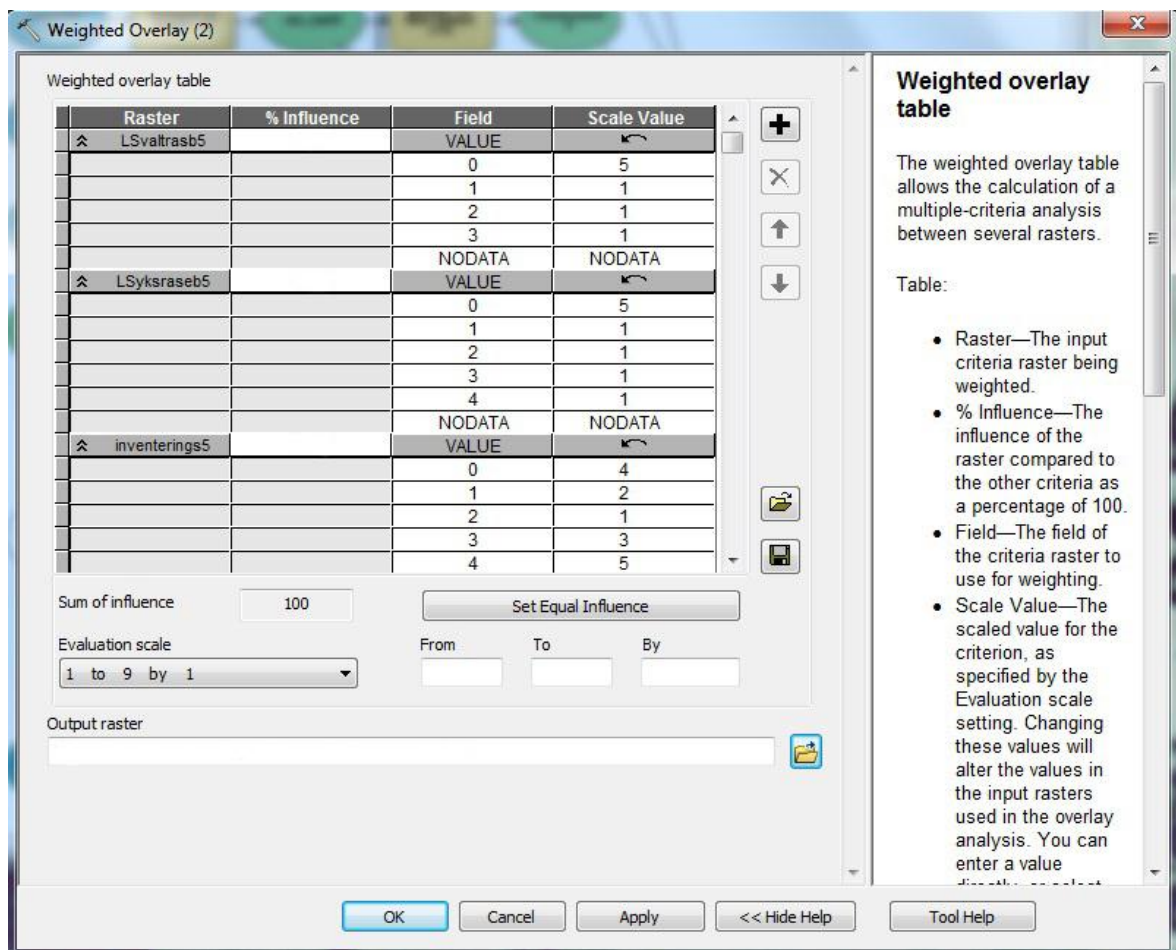 Weighted Overlay (2)
Weighted overlay table
Raster % Influence Field Scale Value
LSvaltrasb5 VALUE
0 5
1 1
2 1
3 1
NODATA NODATA
LSyksraseb5 VALUE
0 5
1 1
2 1
3 1
4 1
NODATA NODATA
inventerings5 VALUE
0 4
1 2
2 1
3 3
4 5
Sum of influence 100 Set Equal Influence
Evaluation scale From To By
1 to 9 by 1
Output raster
OK Cancel Apply << Hide Help Tool Help
Weighted overlay
table
The weighted overlay table
allows the calculation of a
multiple-criteria analysis
between several rasters.
Table:
• Raster—The input
criteria raster being
weighted.
• % Influence—The
influence of the
raster compared to
the other criteria as
a percentage of 100.
• Field—The field of
the criteria raster to
use for weighting.
• Scale Value—The
scaled value for the
criterion, as
specified by the
Evaluation scale
setting. Changing
these values will
alter the values in
the input rasters
used in the overlay
analysis. You can
enter a value